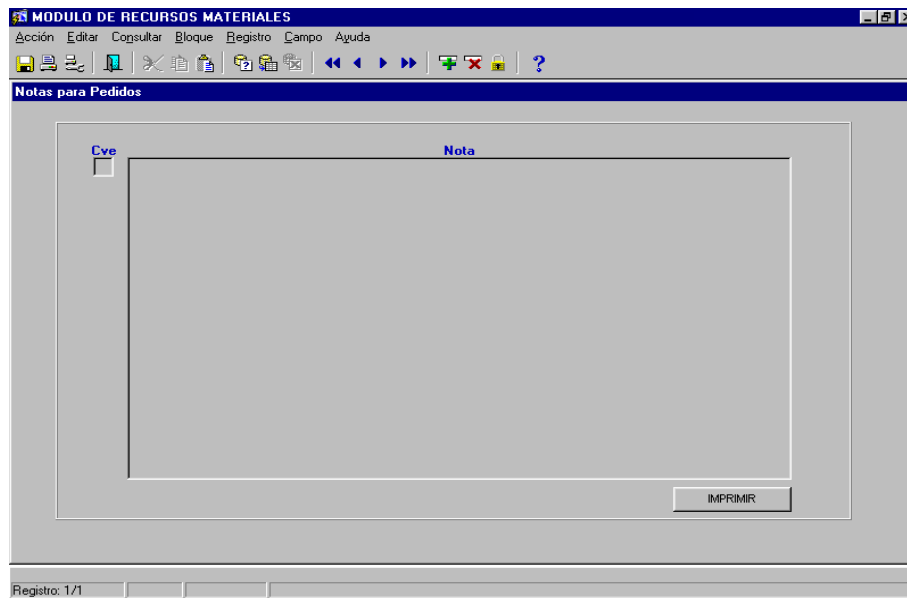 MODULO DE RECURSOS MATERIALES
Acción Editar Consultar Bloque Registro Campo Ayuda
Notas para Pedidos
Cve Nota
IMPRIMIR
Registro: 1/1